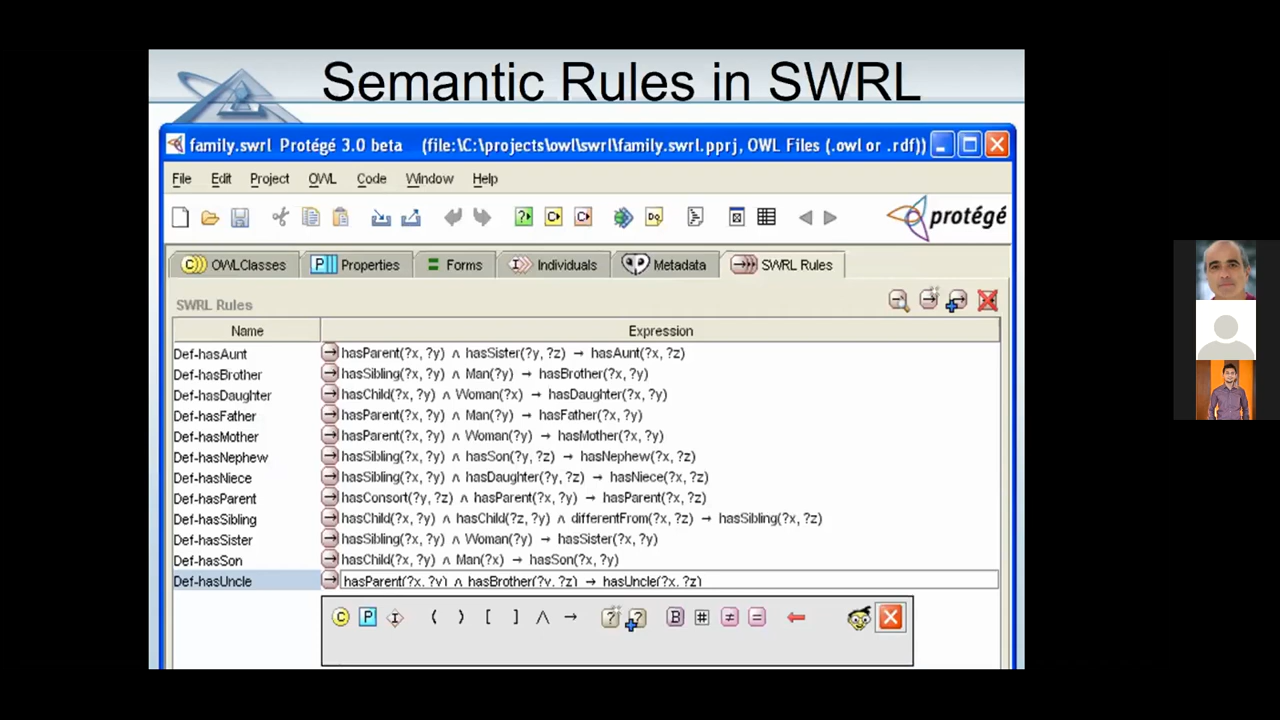 Semantic Rules in SWRL
family.swrl Protégé 3.0 beta (file:\C:\projects\owl\swrl\family.swrl.pprj, OWL Files (.owl or .rdf))
File Edit Project OWL Code Window Help
protégé
OWLClasses Properties Forms Individuals Metadata SWRL Rules
SWRL Rules
Name Expression
Def-hasAunt hasParent(?x, ?y) ∧ hasSister(?y, ?z) → hasAunt(?x, ?z)
Def-hasBrother hasSibling(?x, ?y) ∧ Man(?y) → hasBrother(?x, ?y)
Def-hasDaughter hasChild(?x, ?y) ∧ Woman(?x) → hasDaughter(?x, ?y)
Def-hasFather hasParent(?x, ?y) ∧ Man(?y) → hasFather(?x, ?y)
Def-hasMother hasParent(?x, ?y) ∧ Woman(?y) → hasMother(?x, ?y)
Def-hasNephew hasSibling(?x, ?y) ∧ hasSon(?y, ?z) → hasNephew(?x, ?z)
Def-hasNiece hasSibling(?x, ?y) ∧ hasDaughter(?y, ?z) → hasNiece(?x, ?z)
Def-hasParent hasConsort(?y, ?z) ∧ hasParent(?x, ?y) → hasParent(?x, ?z)
Def-hasSibling hasChild(?x, ?y) ∧ hasChild(?z, ?y) ∧ differentFrom(?x, ?z) → hasSibling(?x, ?z)
Def-hasSister hasSibling(?x, ?y) ∧ Woman(?y) → hasSister(?x, ?y)
Def-hasSon hasChild(?x, ?y) ∧ Man(?x) → hasSon(?x, ?y)
Def-hasUncle hasParent(?x, ?y) ∧ hasBrother(?y, ?z) → hasUncle(?x, ?z)
C P I ( ) [ ] ∧ → ? ? B # ≠ =